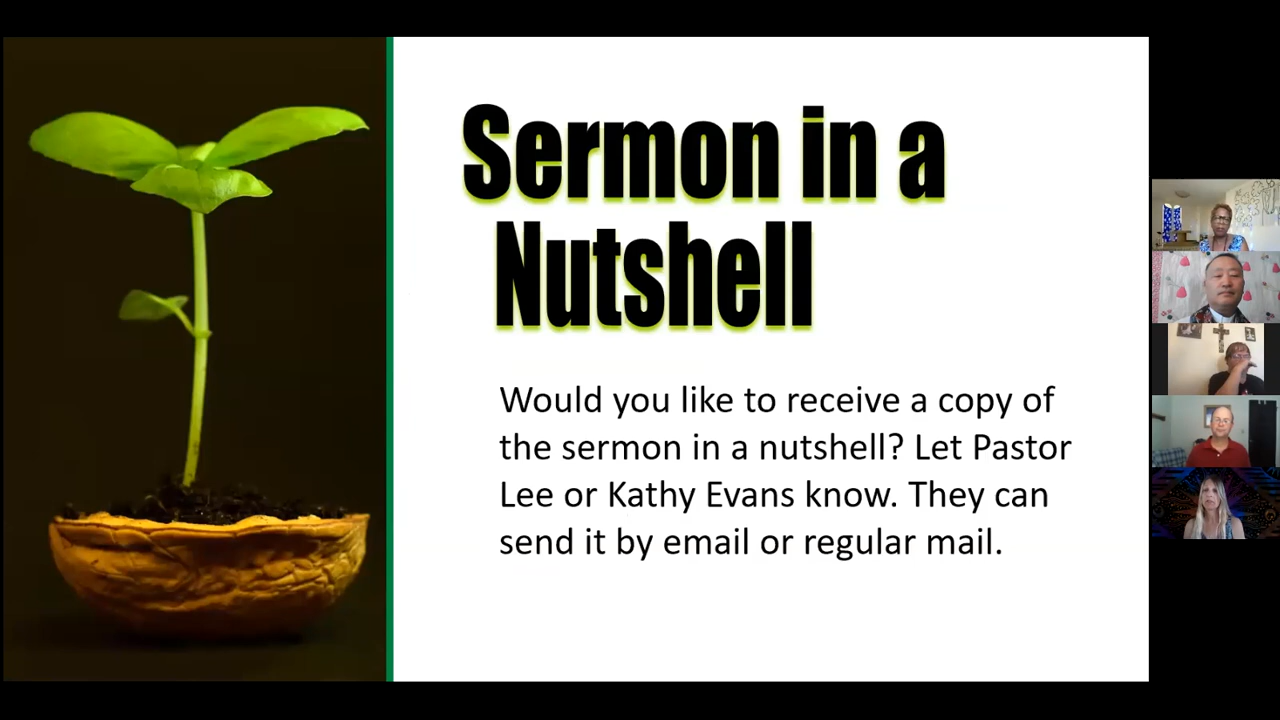 Sermon in a
Nutshell
Would you like to receive a copy of
the sermon in a nutshell? Let Pastor
Lee or Kathy Evans know. They can
send it by email or regular mail.